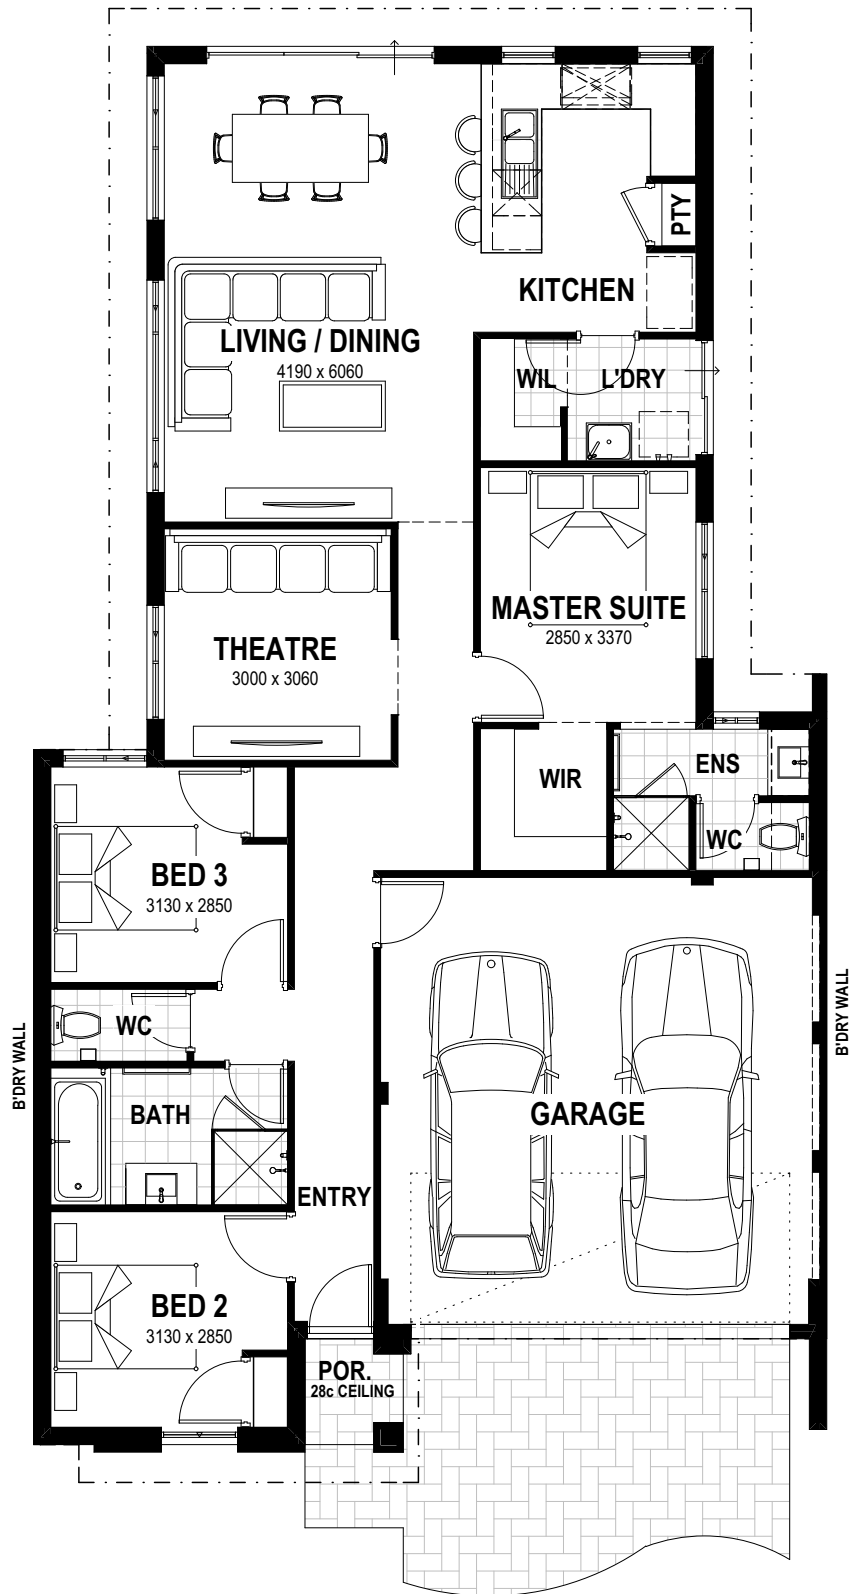 PTY
KITCHEN
LIVING / DINING
4190 x 6060
WIL
L'DRY
MASTER SUITE
2850 x 3370
THEATRE
3000 x 3060
ENS
WIR
WC
BED 3
3130 x 2850
B'DRY WALL
WC
B'DRY WALL
BATH
GARAGE
ENTRY
BED 2
3130 x 2850
POR.
28c CEILING